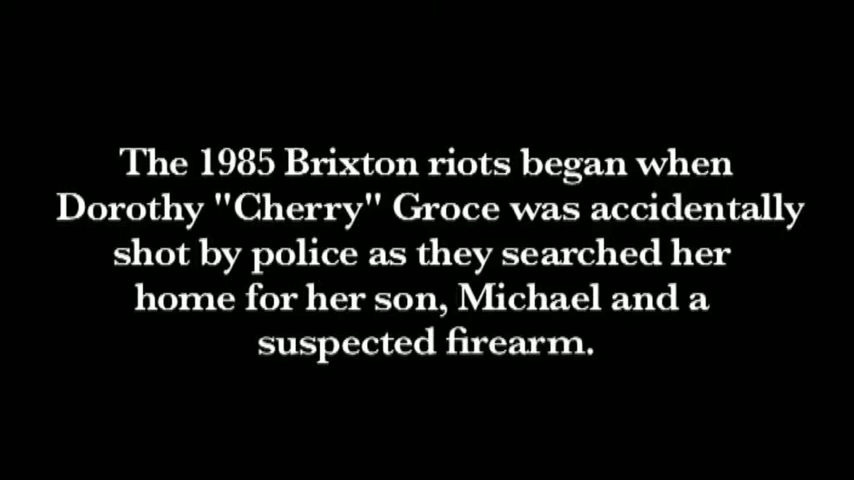 The 1985 Brixton riots began when
Dorothy "Cherry" Groce was accidentally
shot by police as they searched her
home for her son, Michael and a
suspected firearm.